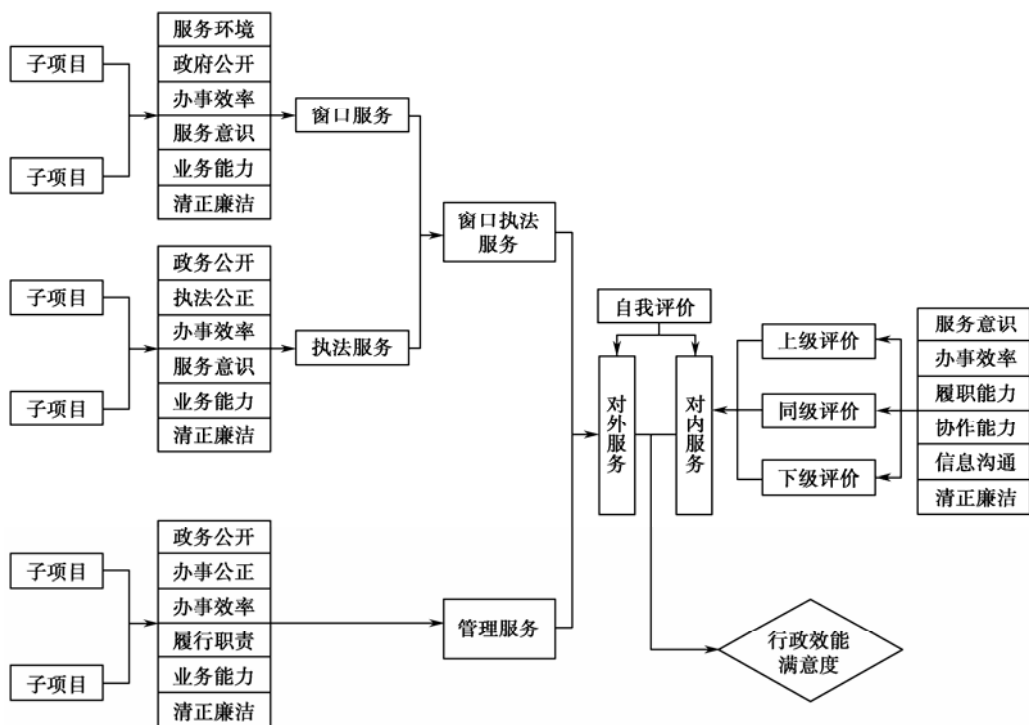 子项目
子项目
服务环境
政府公开
办事效率
服务意识
业务能力
清正廉洁
窗口服务
子项目
子项目
政务公开
执法公正
办事效率
服务意识
业务能力
清正廉洁
执法服务
窗口执法
服务
子项目
子项目
政务公开
办事公正
办事效率
履行职责
业务能力
清正廉洁
管理服务
自我评价
对外服务
对内服务
上级评价
同级评价
下级评价
服务意识
办事效率
履职能力
协作能力
信息沟通
清正廉洁
行政效能
满意度